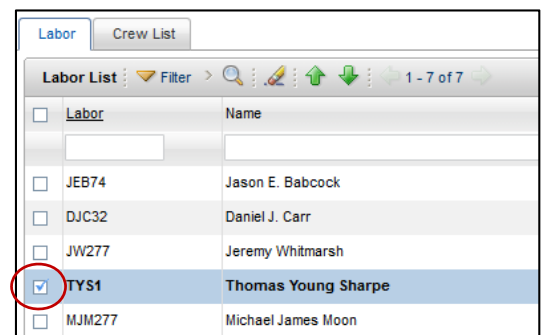 Labor Crew List
Labor List Filter 1 - 7 of 7
Labor Name
JEB74 Jason E. Babcock
DJC32 Daniel J. Carr
JW277 Jeremy Whitmarsh
TYS1 Thomas Young Sharpe
MJM277 Michael James Moon